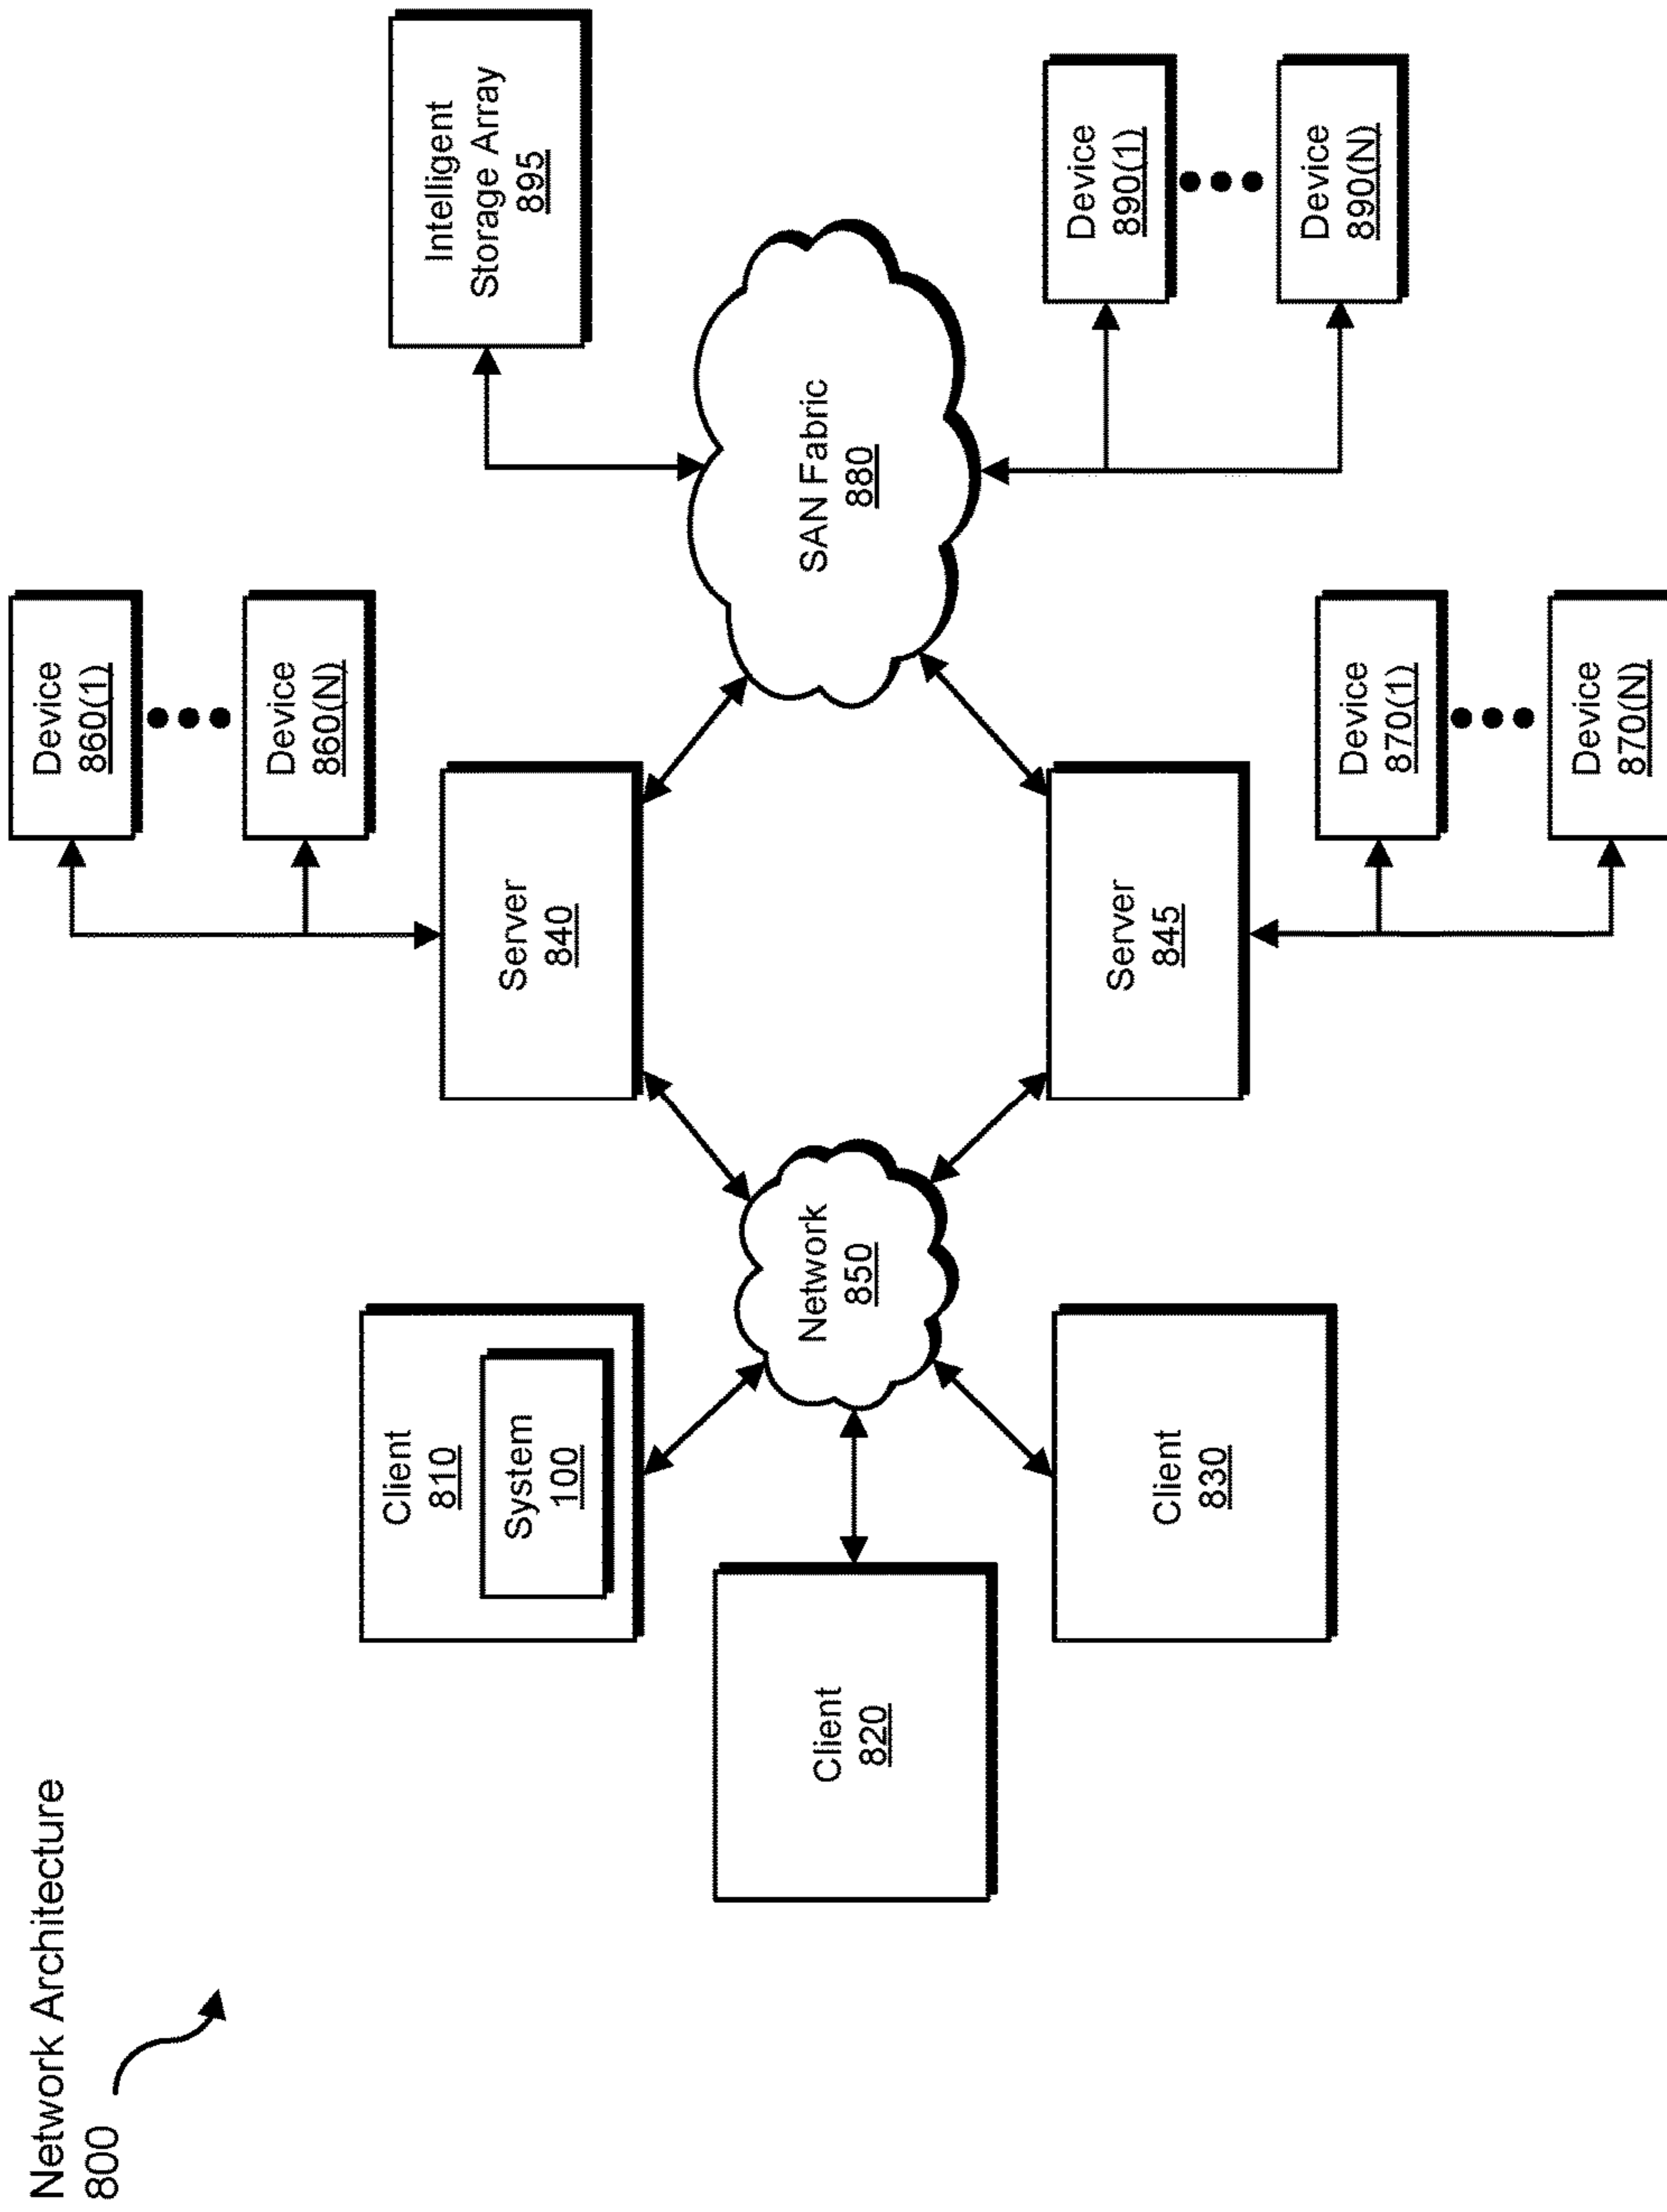 Network Architecture
800
Client
810
System
100
Client
820
Client
830
Network
850
Server
840
Server
845
Device
860(1)
Device
860(N)
Device
870(1)
Device
870(N)
SAN Fabric
880
Intelligent
Storage Array
895
Device
890(1)
Device
890(N)